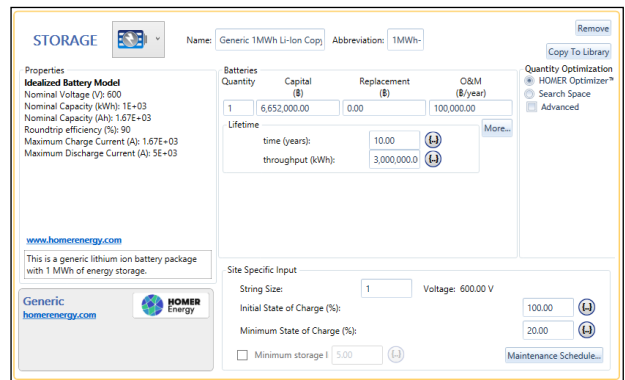 STORAGE
Name: Generic 1MWh Li-Ion Copy Abbreviation: 1MWh-
Remove
Copy To Library
Properties
Idealized Battery Model
Nominal Voltage (V): 600
Nominal Capacity (kWh): 1E+03
Nominal Capacity (Ah): 1.67E+03
Roundtrip efficiency (%): 90
Maximum Charge Current (A): 1.67E+03
Maximum Discharge Current (A): 5E+03
www.homerenergy.com
This is a generic lithium ion battery package
with 1 MWh of energy storage.
Generic
homerenergy.com
HOMER
Energy
Batteries
Quantity Capital Replacement O&M
(฿) (฿) (฿/year)
1 6,652,000.00 0.00 100,000.00
Lifetime
More...
time (years): 10.00 {..}
throughput (kWh): 3,000,000.0 {..}
Quantity Optimization
HOMER Optimizer™
Search Space
Advanced
Site Specific Input
String Size: 1 Voltage: 600.00 V
Initial State of Charge (%): 100.00 {..}
Minimum State of Charge (%): 20.00 {..}
Minimum storage l 5.00 {..}
Maintenance Schedule...